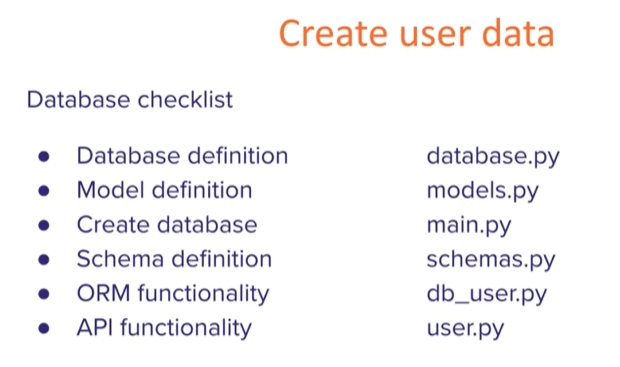 Create user data
Database checklist
● Database definition database.py
● Model definition models.py
● Create database main.py
● Schema definition schemas.py
● ORM functionality db_user.py
● API functionality user.py